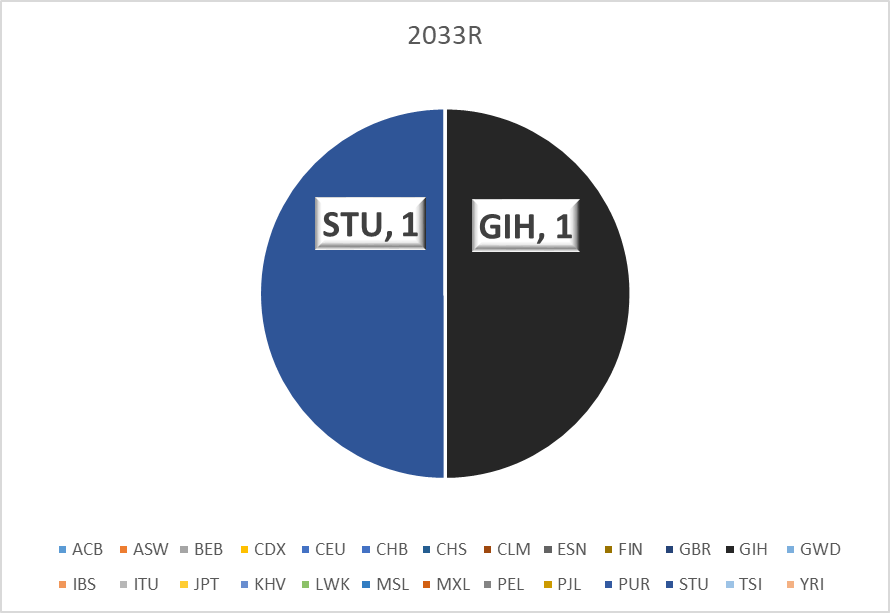 2033R
STU, 1
GIH, 1
ACB ASW BEB CDX CEU CHB CHS CLM ESN FIN GBR GIH GWD
IBS ITU JPT KHV LWK MSL MXL PEL PJL PUR STU TSI YRI